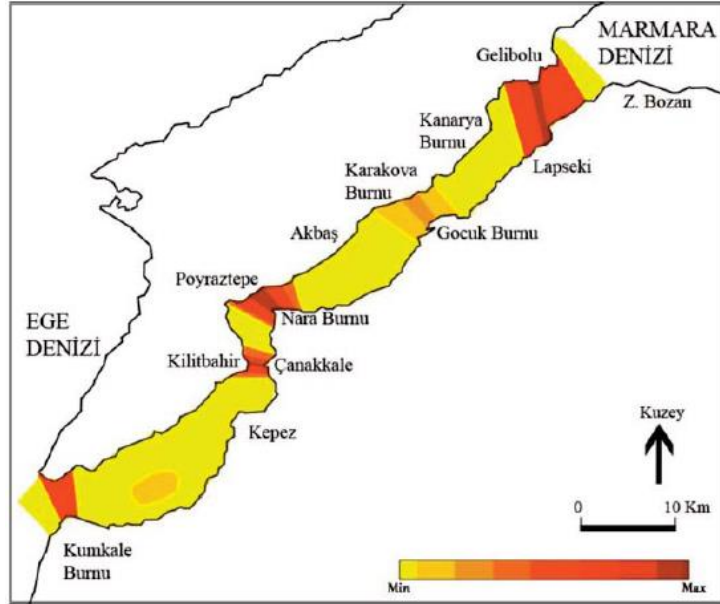 MARMARA
DENİZİ
Gelibolu
Z. Bozan
Kanarya
Burnu
Lapseki
Karakova
Burnu
Akbaş
Gocuk Burnu
Poyraztepe
Nara Burnu
EGE
DENİZİ
Kilitbahir
Çanakkale
Kepez
Kuzey
0
10 Km
Kumkale
Burnu
Min
Max